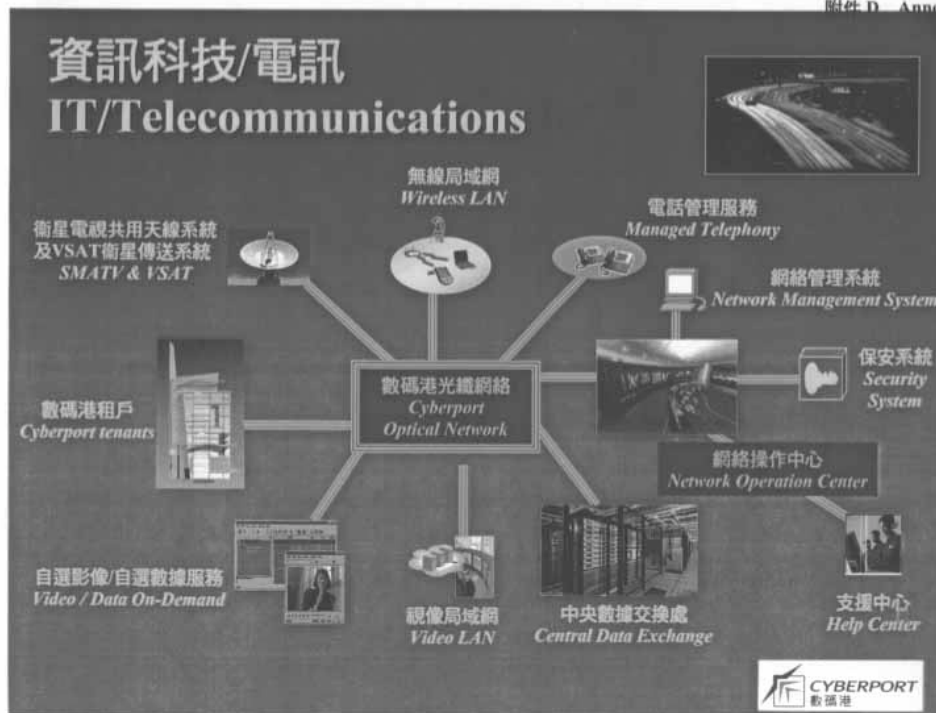 附件 D
資訊科技/電訊
IT/Telecommunications
無線局域網
Wireless LAN
電話管理服務
Managed Telephony
衛星電視共用天線系統
及VSAT衛星傳送系統
SMATV & VSAT
網絡管理系統
Network Management System
保安系統
Security
System
數碼港光纖網絡
Cyberport
Optical Network
數碼港租戶
Cyberport tenants
網絡操作中心
Network Operation Center
自選影像/自選數據服務
Video / Data On-Demand
視像局域網
Video LAN
中央數據交換處
Central Data Exchange
支援中心
Help Center
CYBERPORT
數碼港